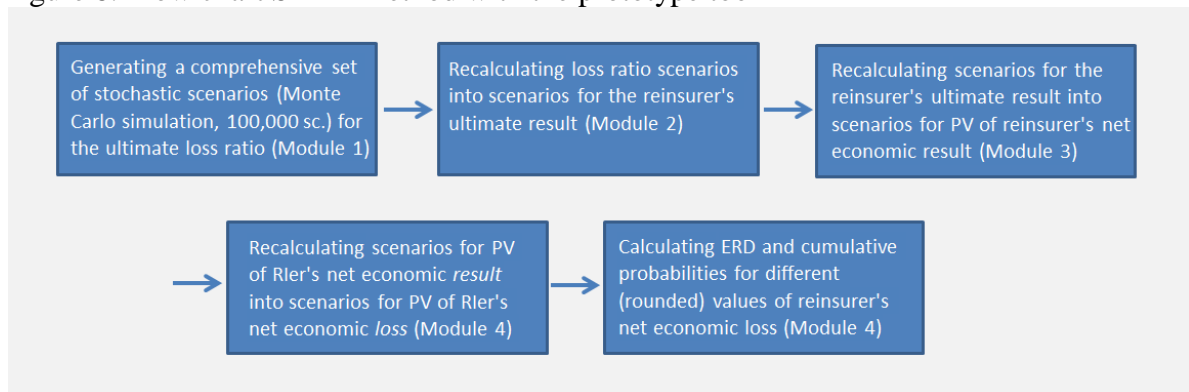 Generating a comprehensive set
of stochastic scenarios (Monte
Carlo simulation, 100,000 sc.) for
the ultimate loss ratio (Module 1)
Recalculating loss ratio scenarios
into scenarios for the reinsurer's
ultimate result (Module 2)
Recalculating scenarios for the
reinsurer's ultimate result into
scenarios for PV of reinsurer's net
economic result (Module 3)
Recalculating scenarios for PV
of RIer's net economic result
into scenarios for PV of RIer's
net economic loss (Module 4)
Calculating ERD and cumulative
probabilities for different
(rounded) values of reinsurer's
net economic loss (Module 4)